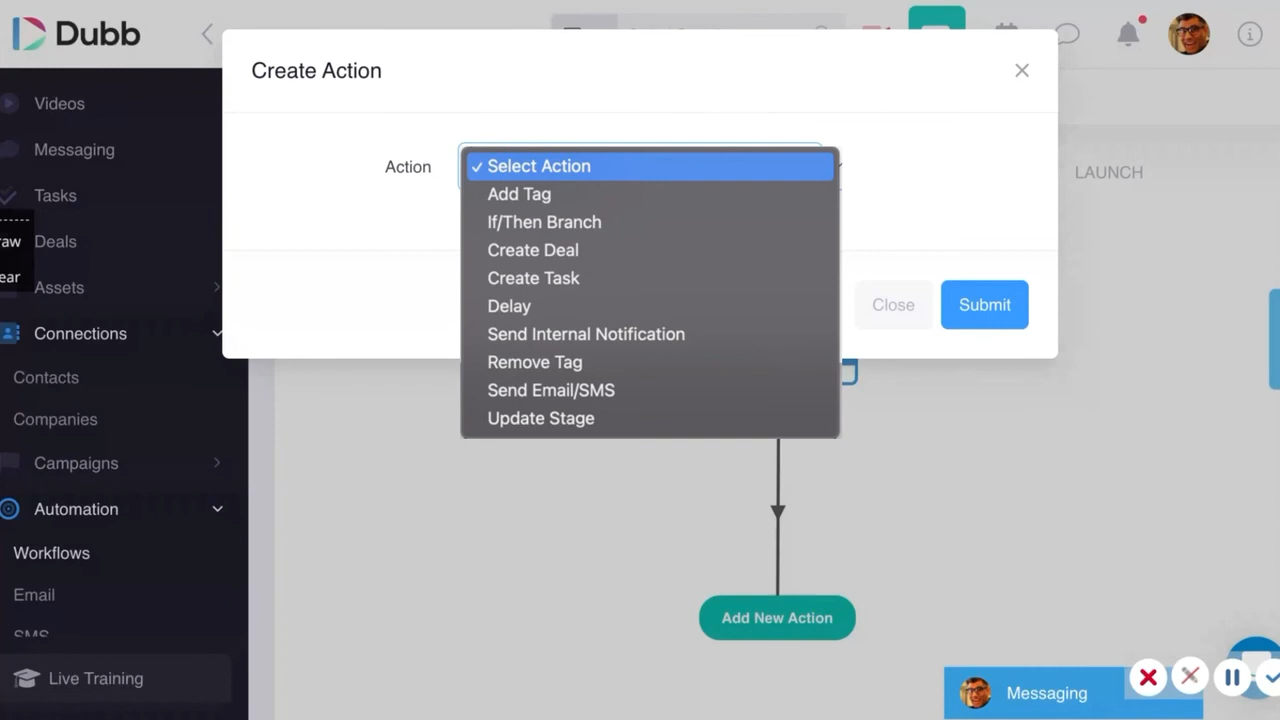 Dubb
Create Action
Videos
Messaging
Action
Select Action
LAUNCH
Tasks
Add Tag
If/Then Branch
raw
Deals
Create Deal
ear
Create Task
Assets
Delay
Close
Submit
Connections
Send Internal Notification
Remove Tag
Contacts
Send Email/SMS
Companies
Update Stage
Campaigns
Automation
Workflows
Email
SMS
Add New Action
Live Training
Messaging